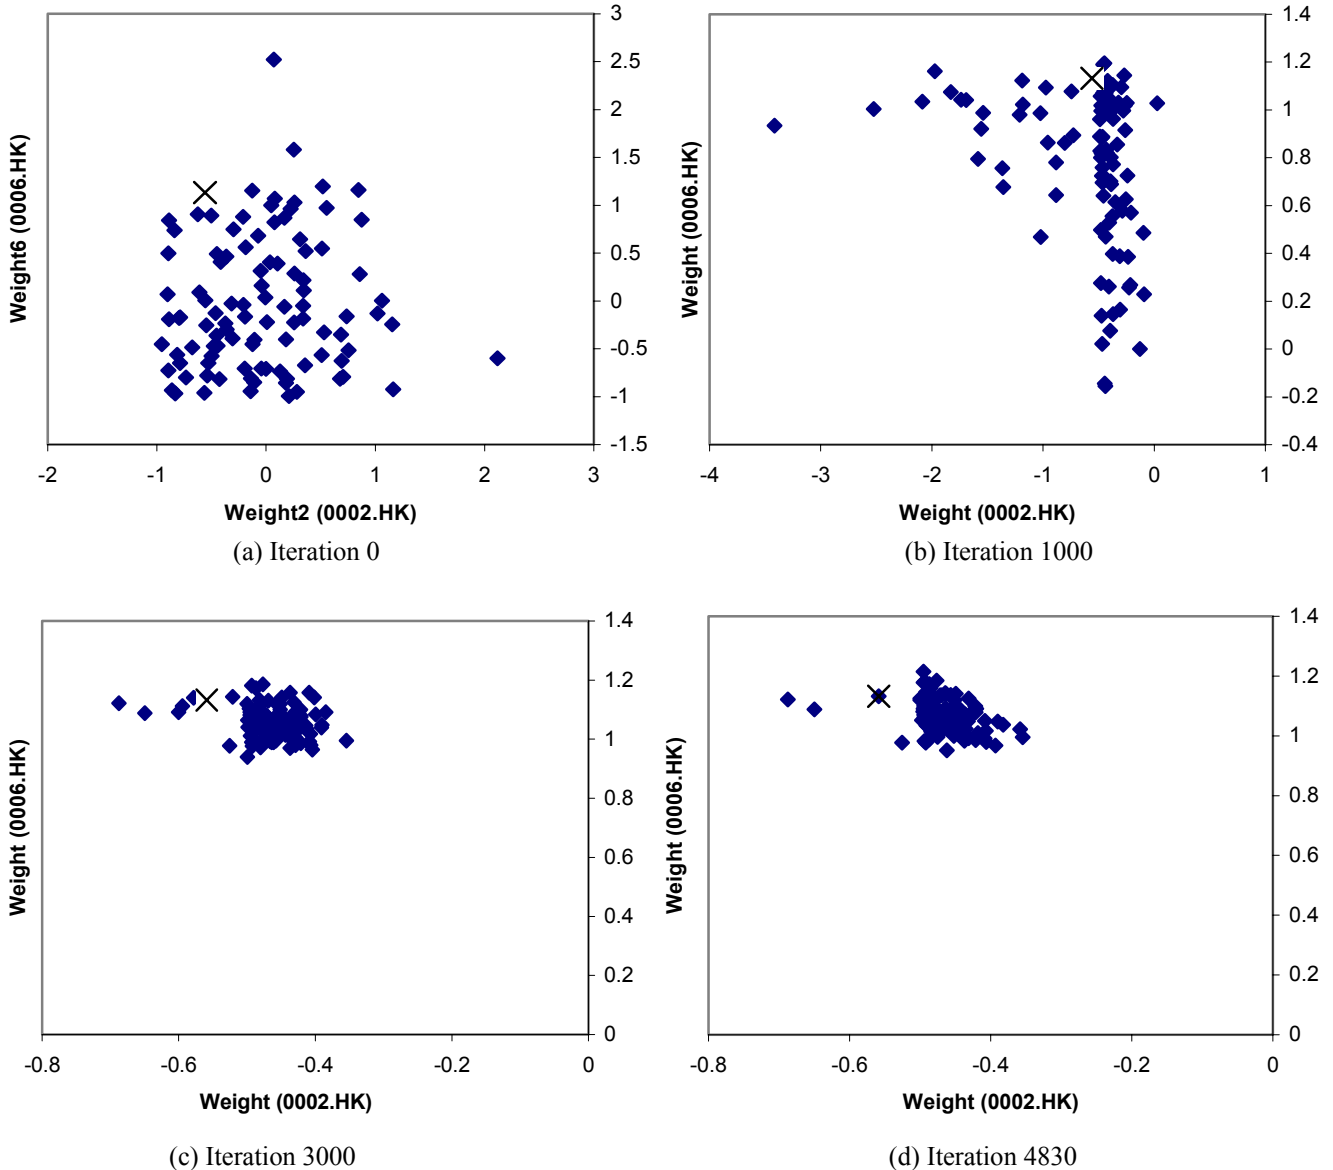 3
2.5
2
1.5
1
0.5
0
-0.5
-1
-1.5
-2 -1 0 1 2 3
Weight6 (0006.HK)
Weight2 (0002.HK)
(a) Iteration 0
1.4
1.2
1
0.8
0.6
0.4
0.2
0
-0.2
-0.4
-4 -3 -2 -1 0 1
Weight (0006.HK)
Weight (0002.HK)
(b) Iteration 1000
1.4
1.2
1
0.8
0.6
0.4
0.2
0
-0.8 -0.6 -0.4 -0.2 0
Weight (0006.HK)
Weight (0002.HK)
(c) Iteration 3000
1.4
1.2
1
0.8
0.6
0.4
0.2
0
-0.8 -0.6 -0.4 -0.2 0
Weight (0006.HK)
Weight (0002.HK)
(d) Iteration 4830